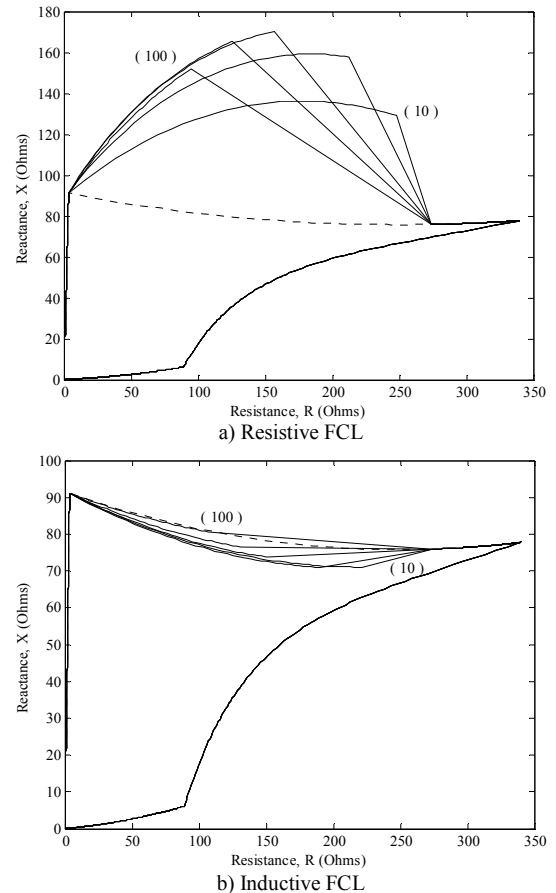 180
160
140
120
100
80
60
40
20
0
Reactance, X (Ohms)
( 100 )
( 10 )
0 50 100 150 200 250 300 350
Resistance, R (Ohms)
a) Resistive FCL
100
90
80
70
60
50
40
30
20
10
0
Reactance, X (Ohms)
( 100 )
( 10 )
0 50 100 150 200 250 300 350
Resistance, R (Ohms)
b) Inductive FCL